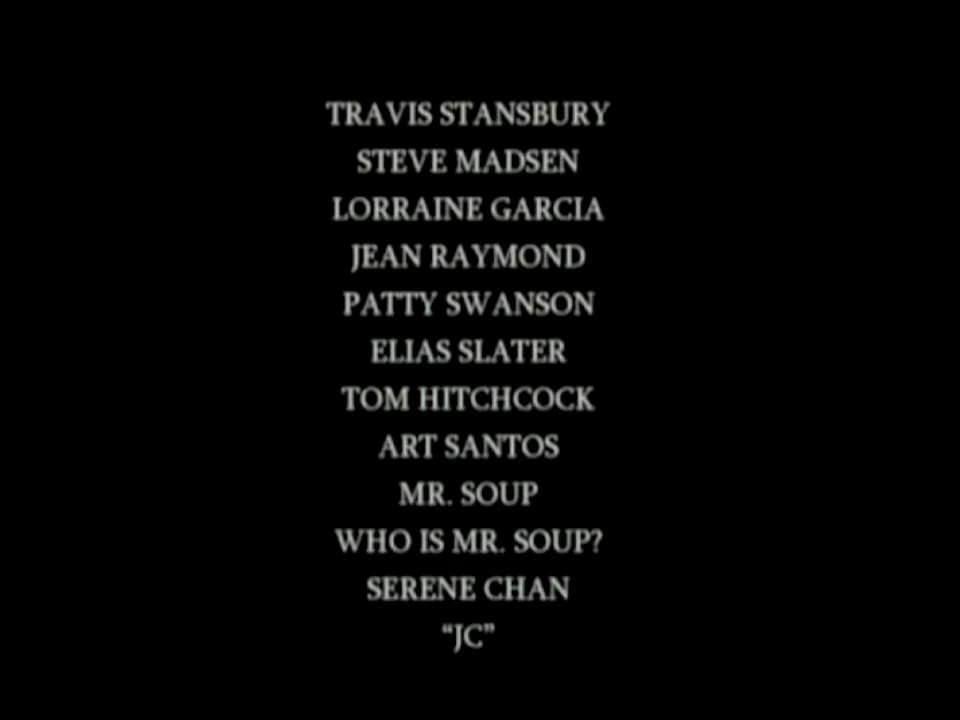 TRAVIS STANSBURY
STEVE MADSEN
LORRAINE GARCIA
JEAN RAYMOND
PATTY SWANSON
ELIAS SLATER
TOM HITCHCOCK
ART SANTOS
MR. SOUP
WHO IS MR. SOUP?
SERENE CHAN
“JC”